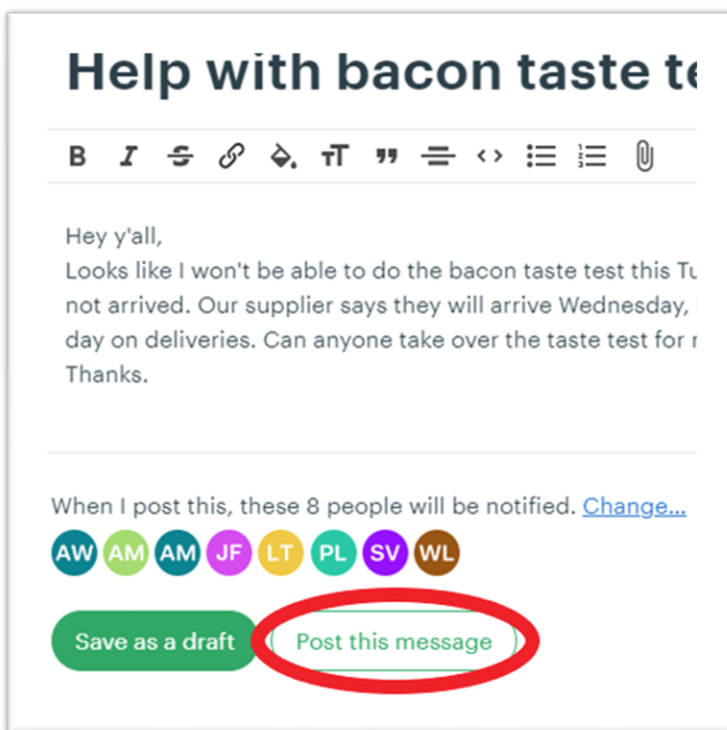 Help with bacon taste
B I S TT
Hey y'all,
Looks like I won't be able to do the bacon taste test this
not arrived. Our supplier says they will arrive Wednesday,
day on deliveries. Can anyone take over the taste test for
Thanks.
When I post this, these 8 people will be notified. Change...
AW AM AM JF LT PL SV WL
Save as a draft Post this message